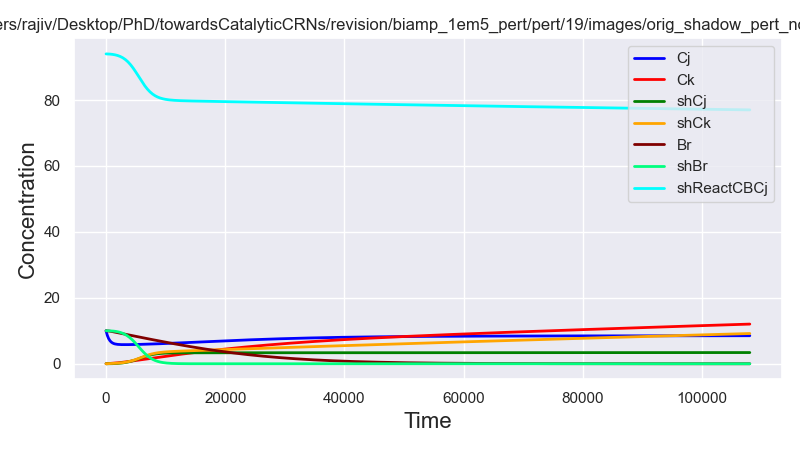 ers/rajiv/Desktop/PhD/towardsCatalyticCRNs/revision/biamp_1em5_pert/pert/19/images/orig_shadow_pert_no
Cj
Ck
shCj
shCk
Br
shBr
shReactCBCj
Concentration
80
60
40
20
0
0 20000 40000 60000 80000 100000
Time